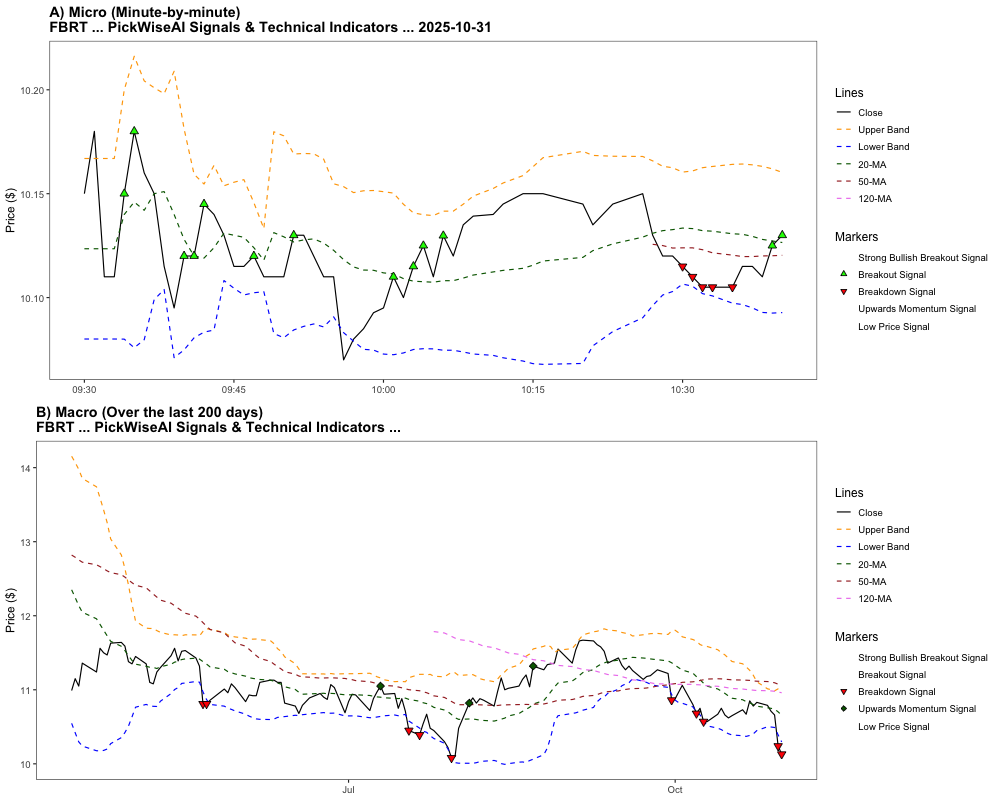 A) Micro (Minute-by-minute)
FBRT ... PickWiseAI Signals & Technical Indicators ... 2025-10-31
Price ($)
10.20
10.15
10.10
09:30
09:45
10:00
10:15
10:30
Lines
Close
Upper Band
Lower Band
20-MA
50-MA
120-MA
Markers
Strong Bullish Breakout Signal
Breakout Signal
Breakdown Signal
Upwards Momentum Signal
Low Price Signal
B) Macro (Over the last 200 days)
FBRT ... PickWiseAI Signals & Technical Indicators ...
Price ($)
14
13
12
11
10
Jul
Oct
Lines
Close
Upper Band
Lower Band
20-MA
50-MA
120-MA
Markers
Strong Bullish Breakout Signal
Breakout Signal
Breakdown Signal
Upwards Momentum Signal
Low Price Signal